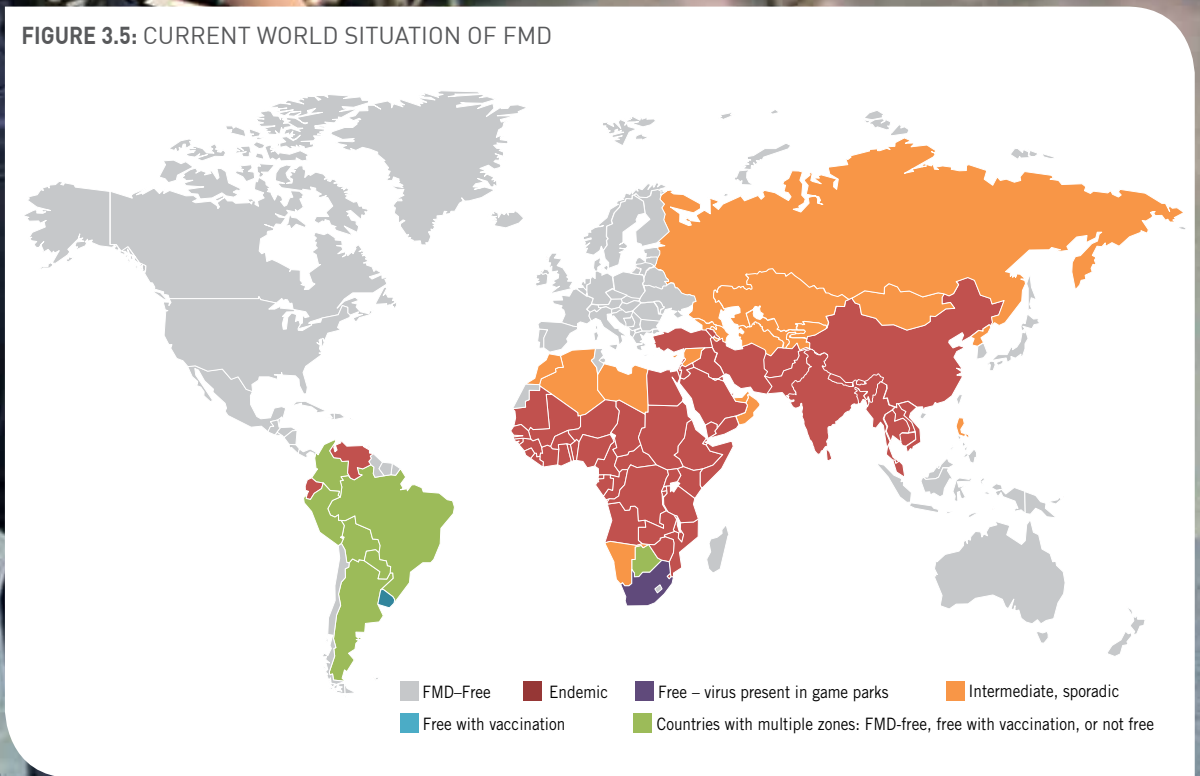 FIGURE 3.5: CURRENT WORLD SITUATION OF FMD
FMD–Free
Endemic
Free – virus present in game parks
Intermediate, sporadic
Free with vaccination
Countries with multiple zones: FMD-free, free with vaccination, or not free